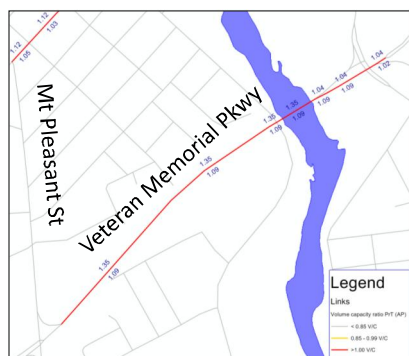 1.12
1.03
1.12
1.05
Mt Pleasant St
Veteran Memorial Pkwy
1.04
1.02
1.04
1.09
1.04
1.09
1.35
1.09
1.35
1.09
1.35
1.09
1.35
1.09
Legend
Links
Volume capacity ratio PrT (AP)
< 0.85 V/C
0.85 - 0.99 V/C
>1.00 V/C